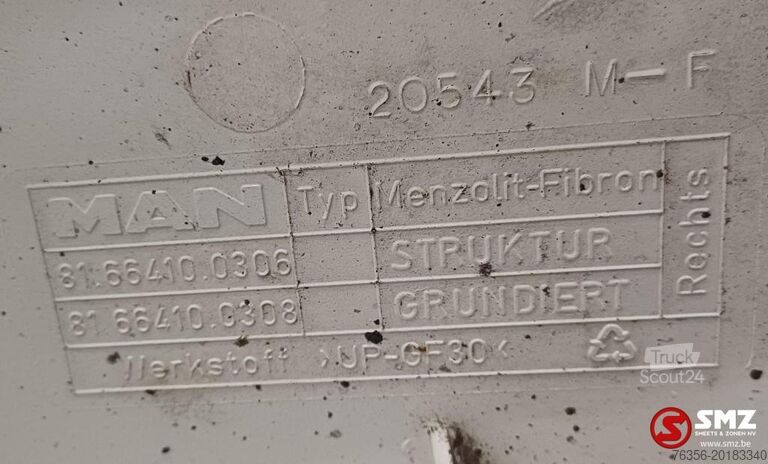 20543 M-F
MAN Typ Menzolit-Fibron Rechts
81.66410.0306 STRUKTUR
81.66410.0308 GRUNDIERT
Werkstoff >UP-GF30<
Truck
Scout24
SMZ
SMEETS & ZONEN NV
www.smz.be
76356-20183340